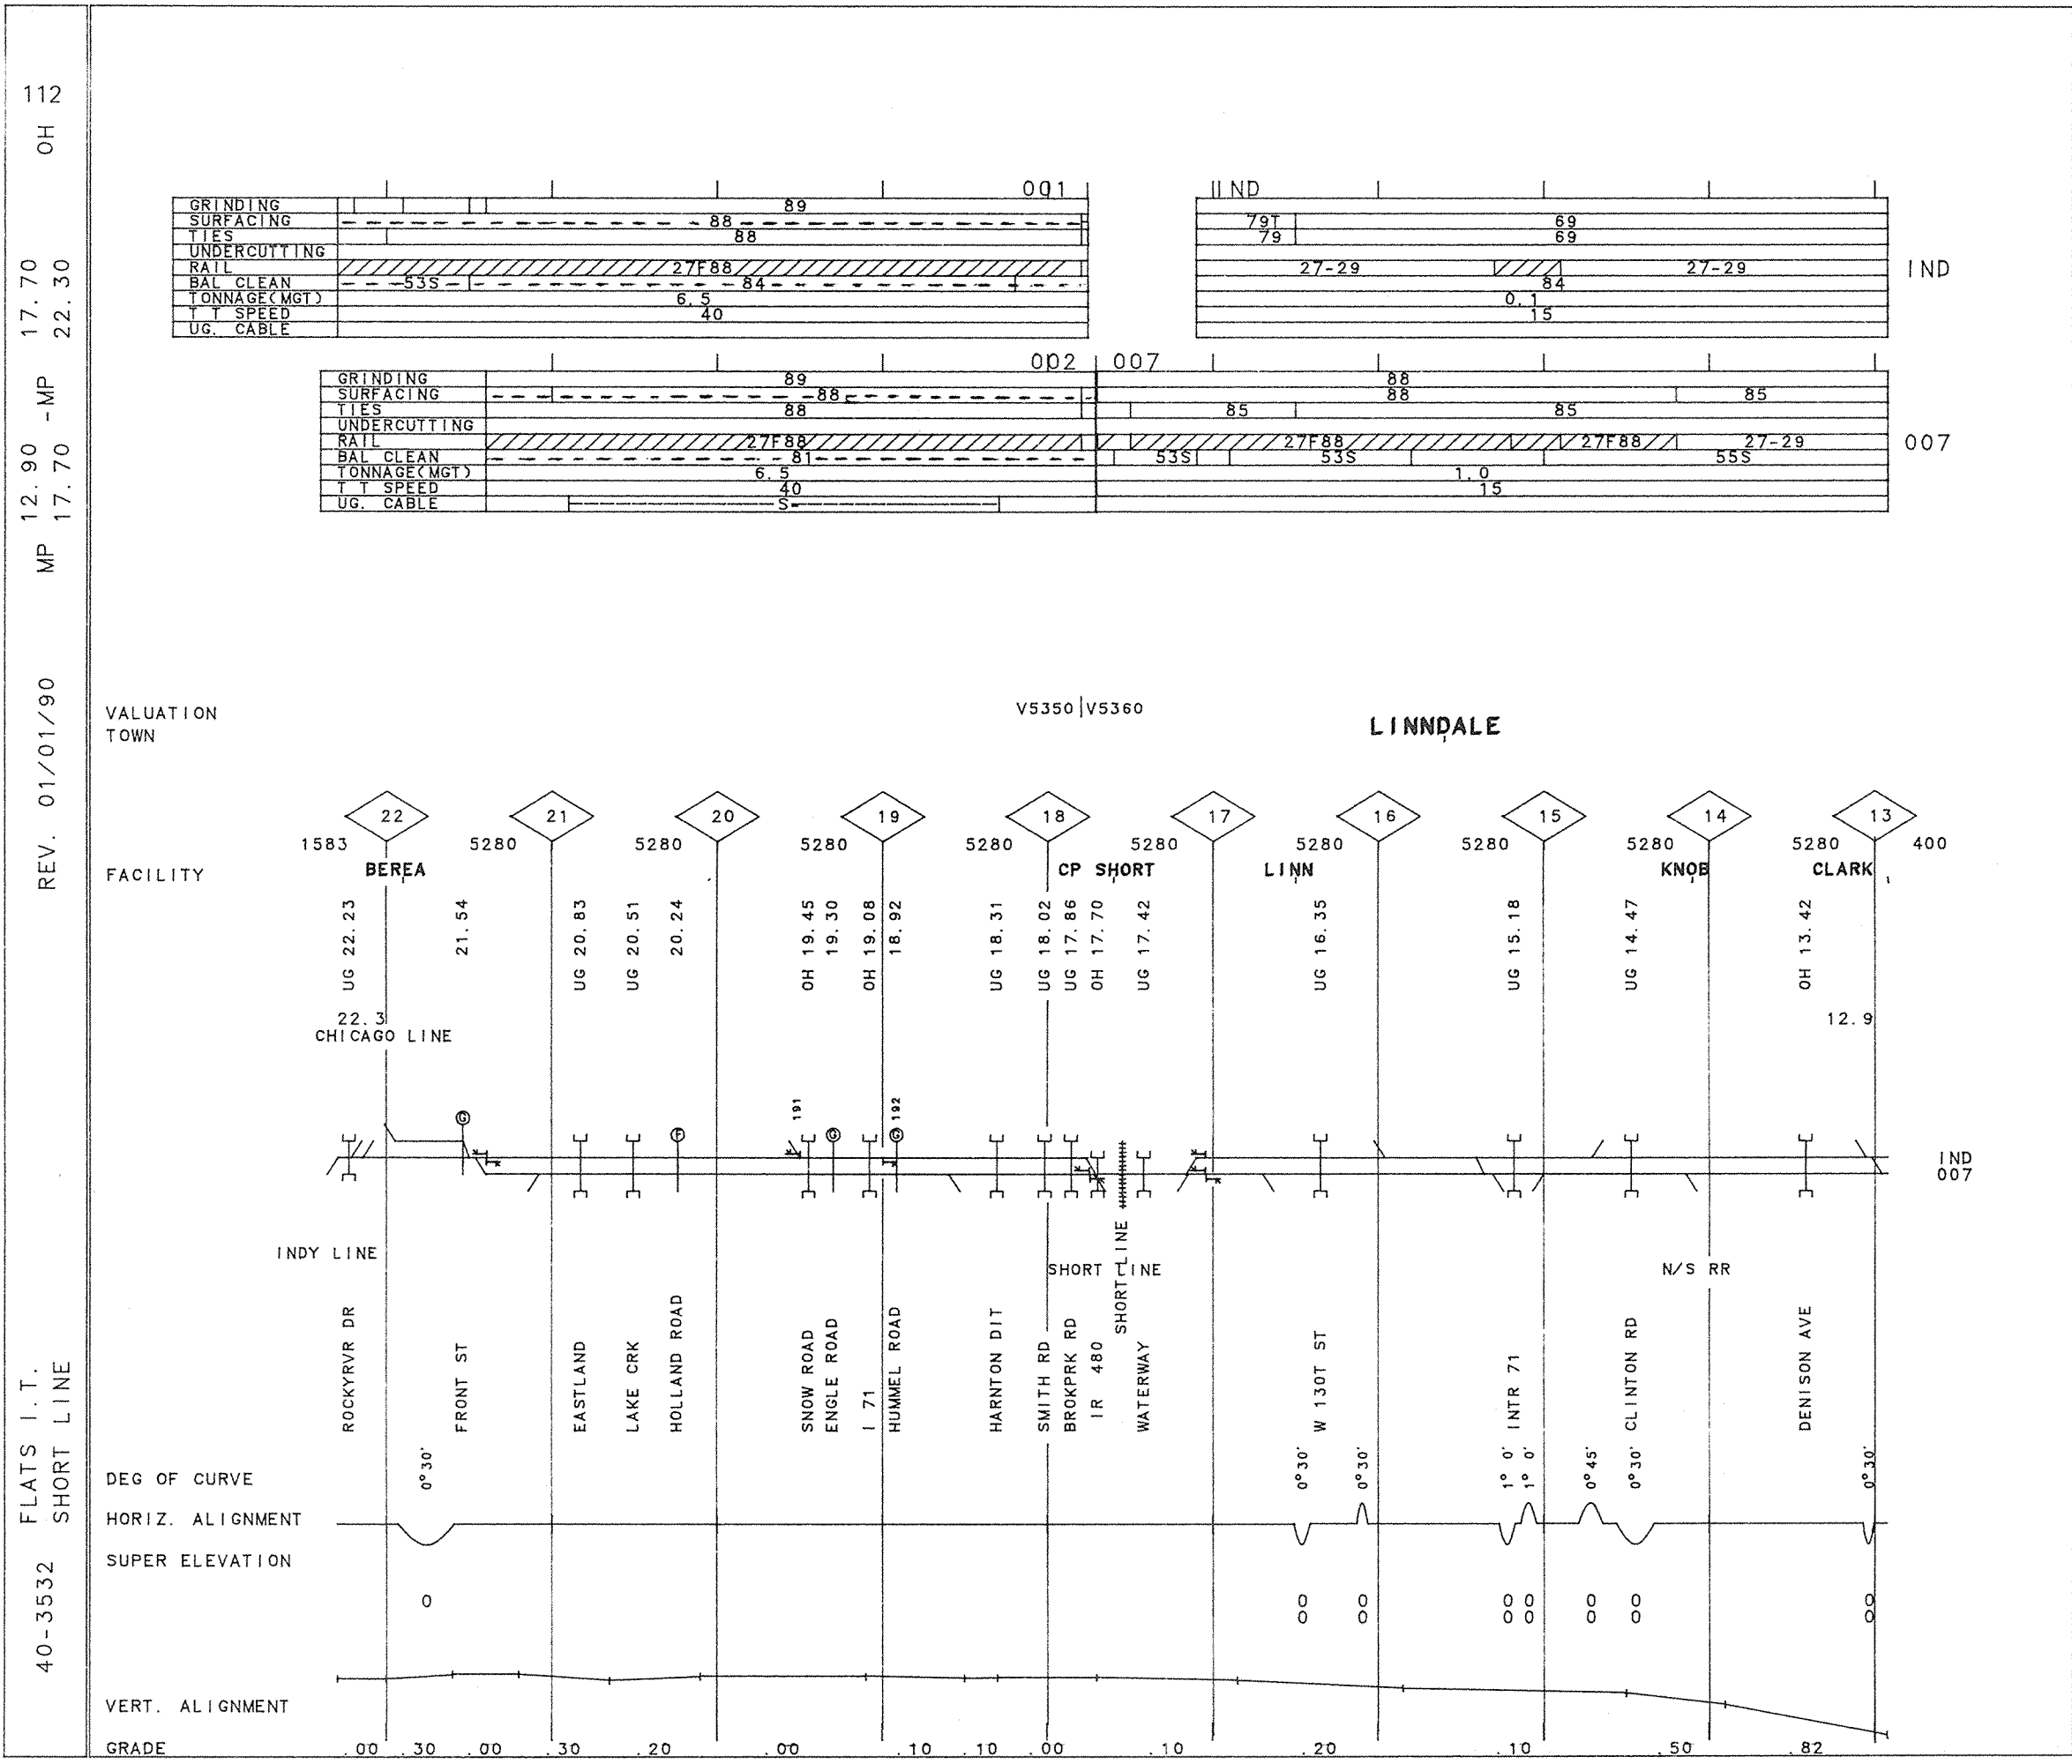 112 OH
MP 12.90 -MP 17.70
MP 17.70 22.30
REV. 01/01/90
FLATS I.T.
SHORT LINE
40-3532
001 IND
GRINDING 89
SURFACING 88 79T 69
TIES 88 79 69
UNDERCUTTING
RAIL 27F88 27-29 27-29 IND
BAL CLEAN 53S 84 84
TONNAGE(MGT) 6.5 0.1
T T SPEED 40 15
UG. CABLE
002 007
GRINDING 89 88
SURFACING 88 88 85
TIES 88 85 85
UNDERCUTTING
RAIL 27F88 27F88 27F88 27-29 007
BAL CLEAN 81 53S 53S 55S
TONNAGE(MGT) 6.5 1.0
T T SPEED 40 15
UG. CABLE S
VALUATION V5350 V5360
TOWN LINNDALE
22 21 20 19 18 17 16 15 14 13
1583 5280 5280 5280 5280 5280 5280 5280 5280 5280 400
FACILITY BEREA CP SHORT LINN KNOB CLARK
UG 22.23
21.54
UG 20.83
UG 20.51
20.24
OH 19.45
19.30
OH 19.08
18.92
UG 18.31
UG 18.02
UG 17.86
OH 17.70
UG 17.42
UG 16.35
UG 15.18
UG 14.47
OH 13.42
22.3 12.9
CHICAGO LINE
G F 191 G G 192
IND
007
INDY LINE
SHORT LINE
SHORT LINE
N/S RR
ROCKYRVR DR
FRONT ST
EASTLAND
LAKE CRK
HOLLAND ROAD
SNOW ROAD
ENGLE ROAD
I 71
HUMMEL ROAD
HARNTON DIT
SMITH RD
BROKPRK RD
IR 480
WATERWAY
W 130T ST
INTR 71
CLINTON RD
DENISON AVE
DEG OF CURVE 0°30' 0°30' 0°30' 1° 0' 1° 0' 0°45' 0°30' 0°30'
HORIZ. ALIGNMENT
SUPER ELEVATION
0 0 0 0 0 0 0 0
0 0 0 0 0 0 0
VERT. ALIGNMENT
GRADE .00 .30 .00 .30 .20 .00 .10 .10 .00 .10 .20 .10 .50 .82